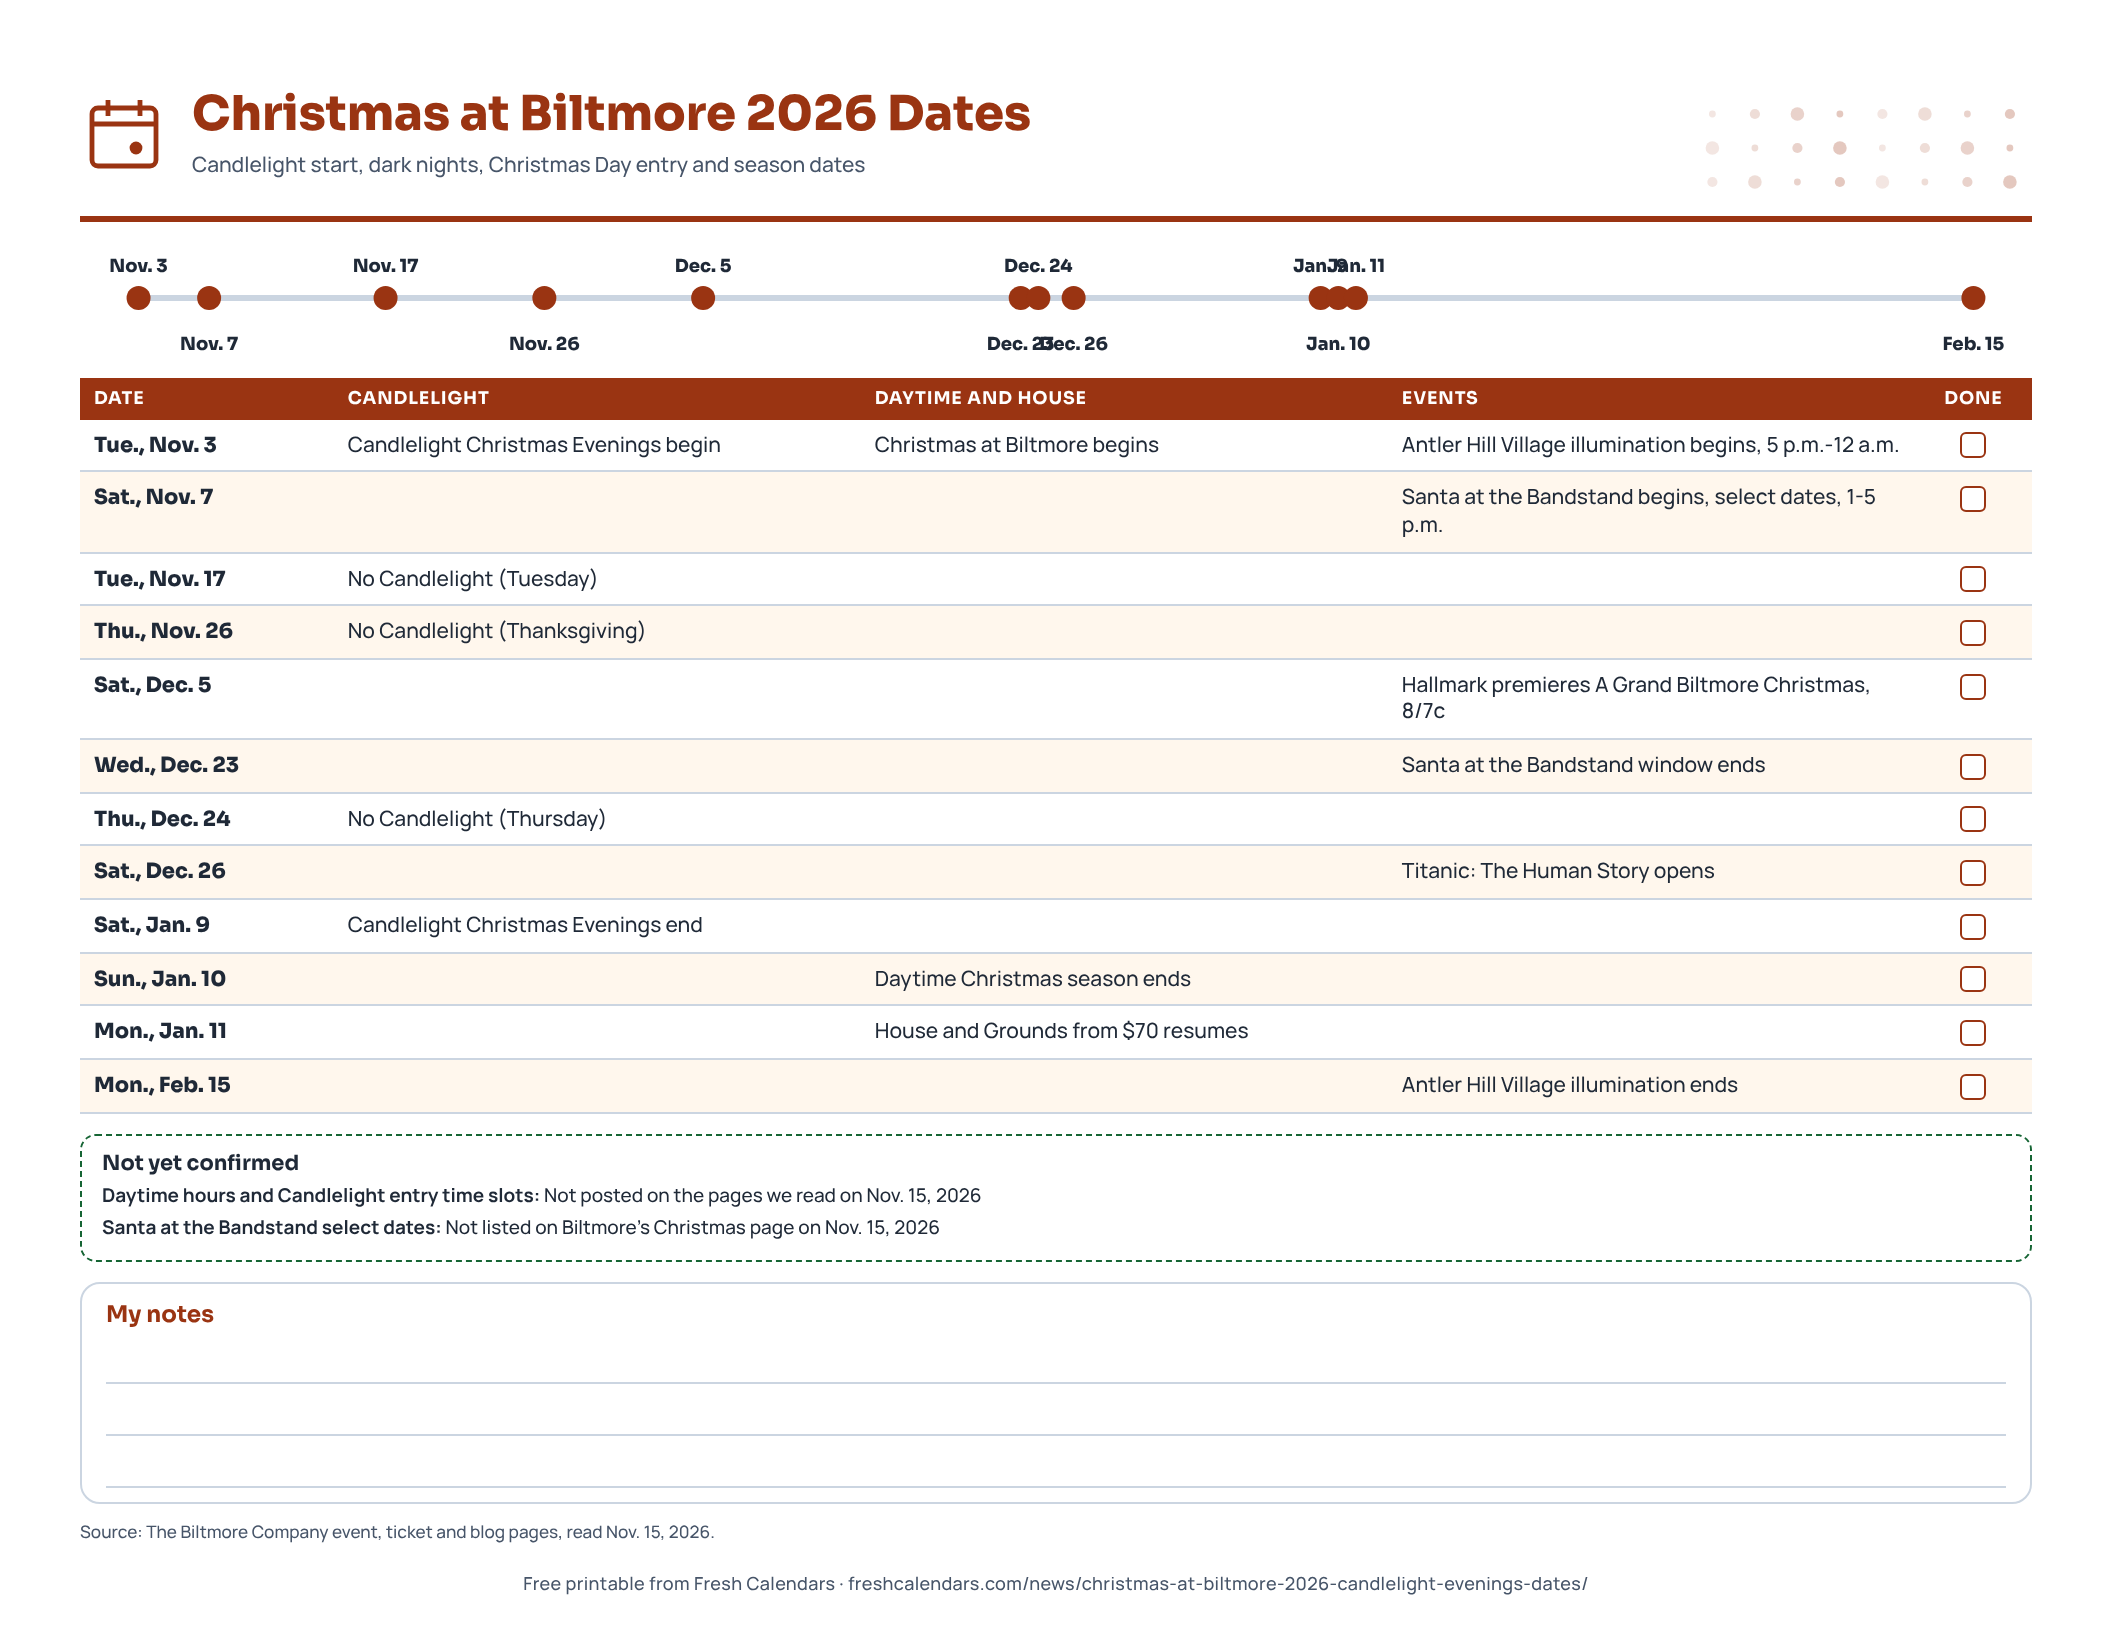 Christmas at Biltmore 2026 Dates
Candlelight start, dark nights, Christmas Day entry and season dates
Nov. 3
Nov. 17
Dec. 5
Dec. 24
Jan. 9
Jan. 11
Nov. 7
Nov. 26
Dec. 23
Dec. 26
Jan. 10
Feb. 15
DATE CANDLELIGHT DAYTIME AND HOUSE EVENTS DONE
Tue., Nov. 3 Candlelight Christmas Evenings begin Christmas at Biltmore begins Antler Hill Village illumination begins, 5 p.m.-12 a.m.
Sat., Nov. 7 Santa at the Bandstand begins, select dates, 1-5
p.m.
Tue., Nov. 17 No Candlelight (Tuesday)
Thu., Nov. 26 No Candlelight (Thanksgiving)
Sat., Dec. 5 Hallmark premieres A Grand Biltmore Christmas,
8/7c
Wed., Dec. 23 Santa at the Bandstand window ends
Thu., Dec. 24 No Candlelight (Thursday)
Sat., Dec. 26 Titanic: The Human Story opens
Sat., Jan. 9 Candlelight Christmas Evenings end
Sun., Jan. 10 Daytime Christmas season ends
Mon., Jan. 11 House and Grounds from $70 resumes
Mon., Feb. 15 Antler Hill Village illumination ends
Not yet confirmed
Daytime hours and Candlelight entry time slots: Not posted on the pages we read on Nov. 15, 2026
Santa at the Bandstand select dates: Not listed on Biltmore's Christmas page on Nov. 15, 2026
My notes
Source: The Biltmore Company event, ticket and blog pages, read Nov. 15, 2026.
Free printable from Fresh Calendars · freshcalendars.com/news/christmas-at-biltmore-2026-candlelight-evenings-dates/